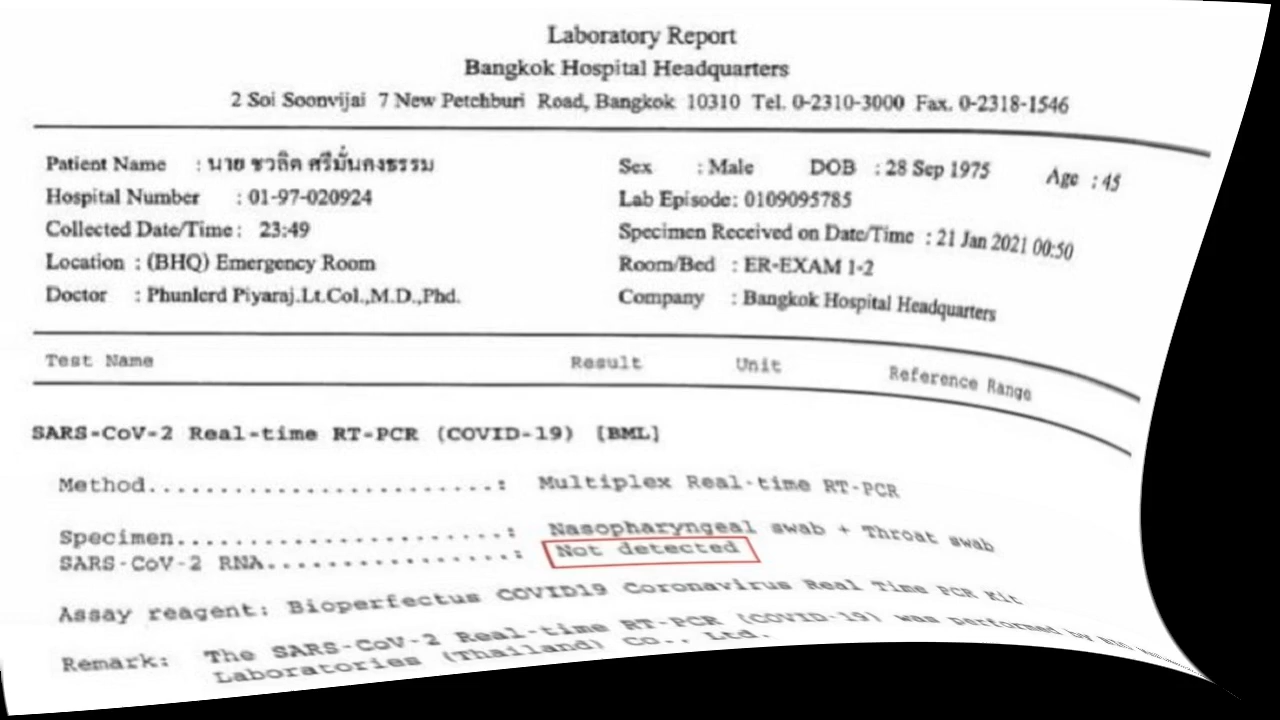 Laboratory Report
Bangkok Hospital Headquarters
2 Soi Soonvijai 7 New Petchburi Road, Bangkok 10310 Tel. 0-2310-3000 Fax. 0-2318-1546
Patient Name : นาย ชวลิต ศรีมั่นคงธรรม Sex : Male DOB : 28 Sep 1975 Age : 45
Hospital Number : 01-97-020924 Lab Episode: 0109095785
Collected Date/Time : 23:49 Specimen Received on Date/Time : 21 Jan 2021 00:50
Location : (BHQ) Emergency Room Room/Bed : ER-EXAM 1-2
Doctor : Phunlerd Piyaraj.Lt.Col.,M.D.,Phd. Company : Bangkok Hospital Headquarters
Test Name Result Unit Reference Range
SARS-CoV-2 Real-time RT-PCR (COVID-19) [BML]
Method........................: Multiplex Real-time RT-PCR
Specimen.......................: Nasopharyngeal swab + Throat swab
SARS-CoV-2 RNA.................: Not detected
Assay reagent: Bioperfectus COVID19 Coronavirus Real Time PCR Kit
Remark: The SARS-CoV-2 Real-time RT-PCR (COVID-19) was performed by
Laboratories (Thailand) Co., Ltd.